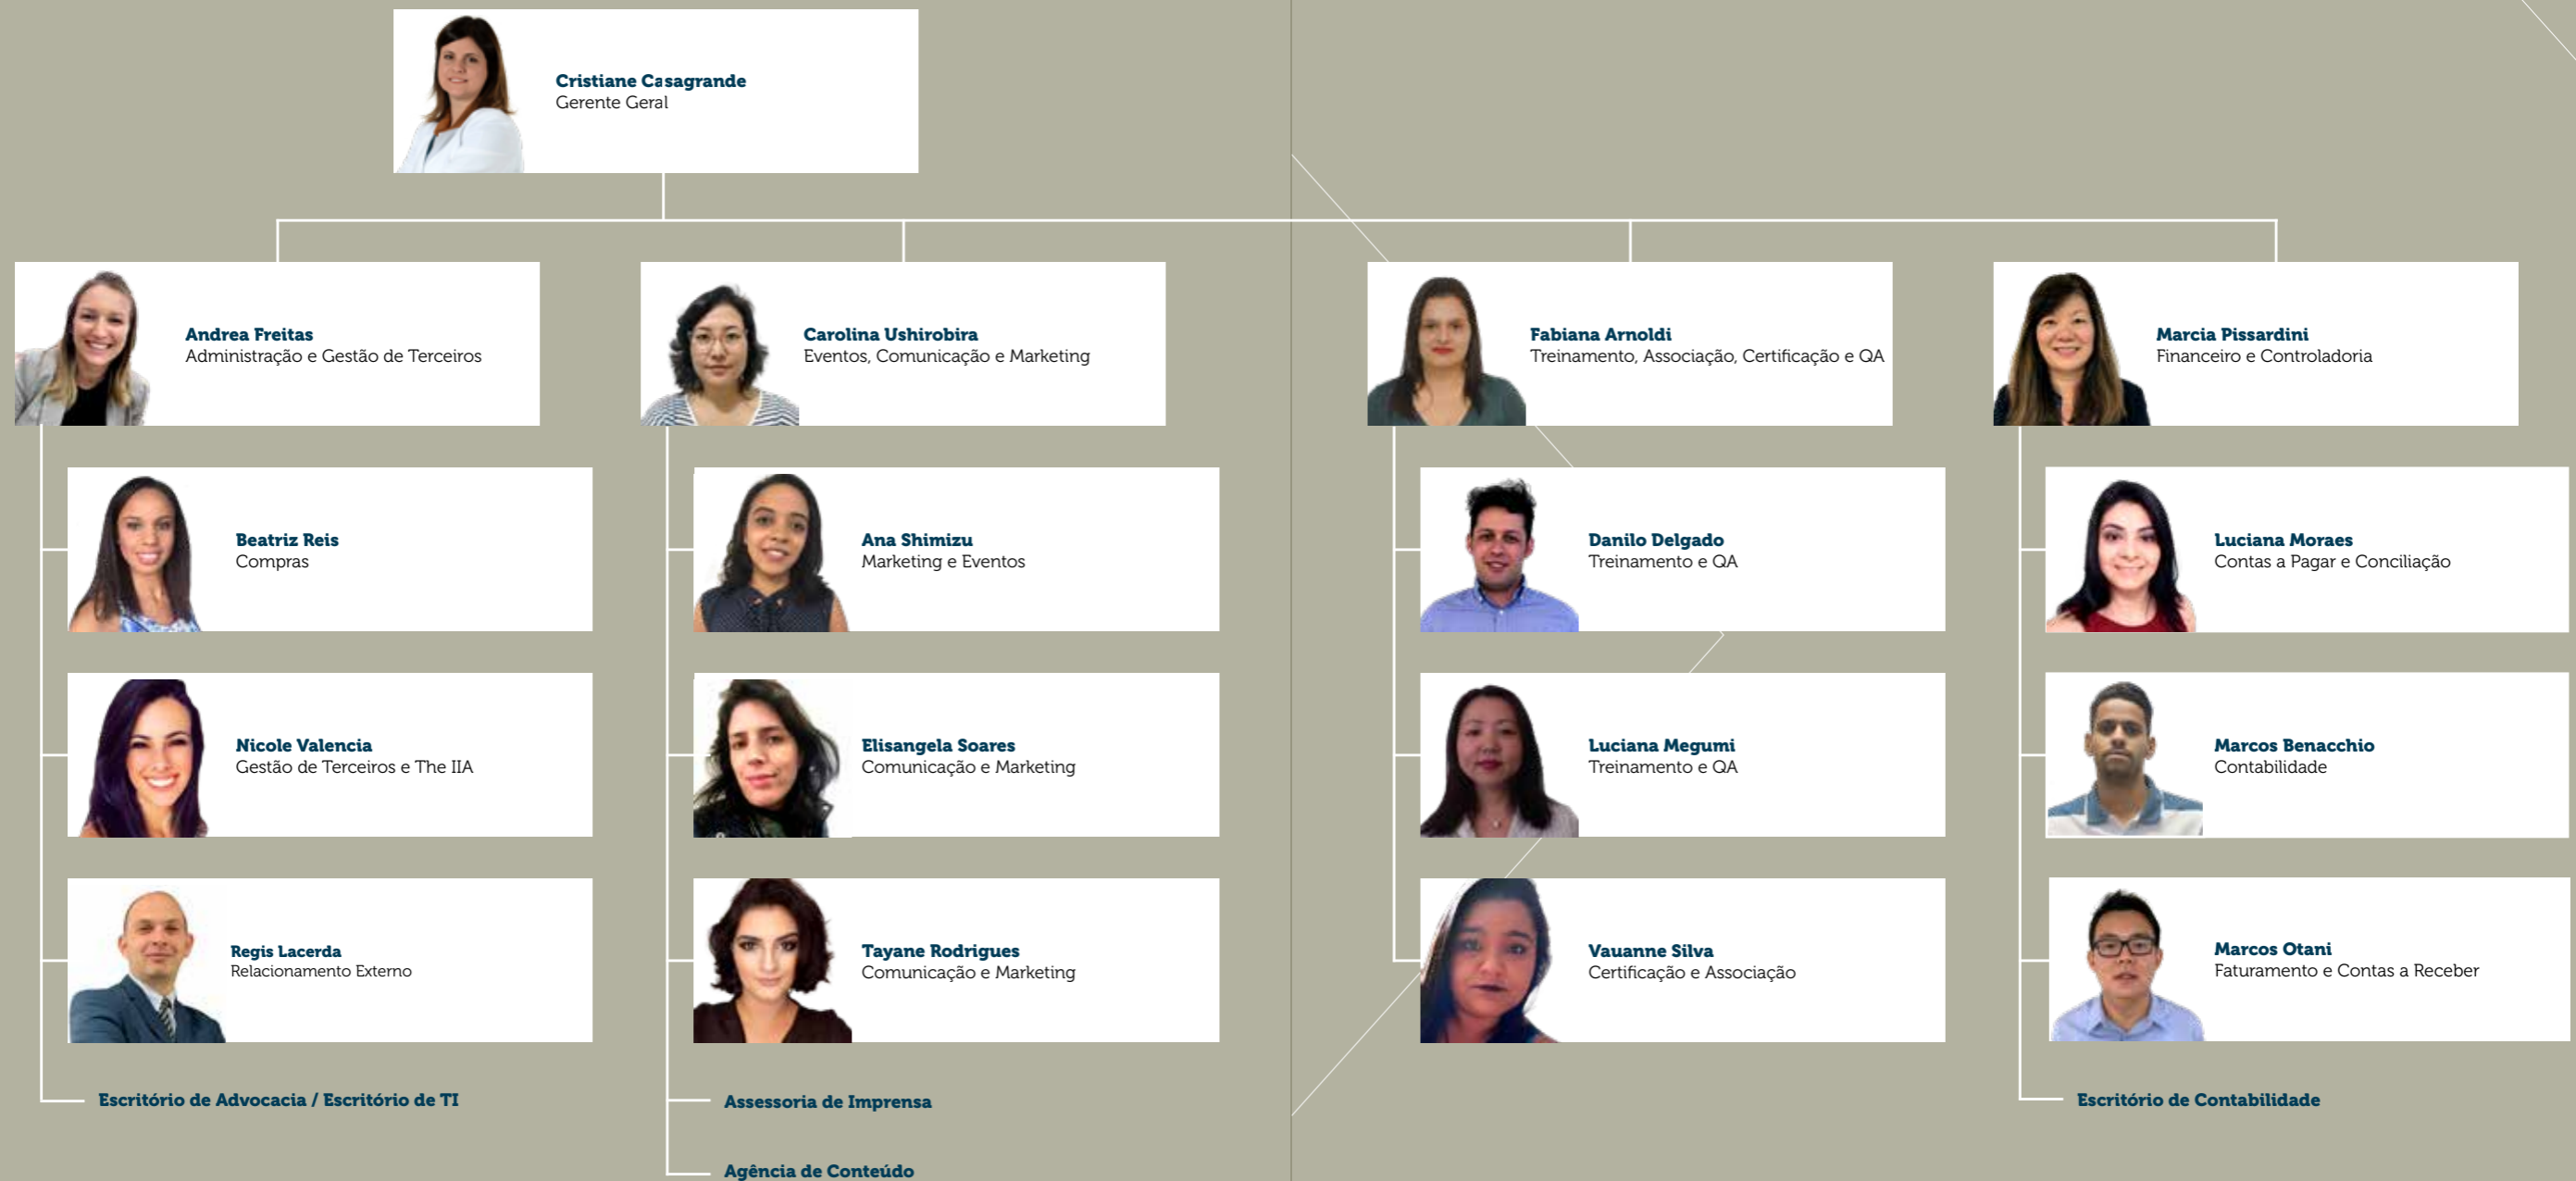 Cristiane Casagrande
Gerente Geral
Andrea Freitas
Administração e Gestão de Terceiros
Carolina Ushirobira
Eventos, Comunicação e Marketing
Fabiana Arnoldi
Treinamento, Associação, Certificação e QA
Marcia Pissardini
Financeiro e Controladoria
Beatriz Reis
Compras
Ana Shimizu
Marketing e Eventos
Danilo Delgado
Treinamento e QA
Luciana Moraes
Contas a Pagar e Conciliação
Nicole Valencia
Gestão de Terceiros e The IIA
Elisangela Soares
Comunicação e Marketing
Luciana Megumi
Treinamento e QA
Marcos Benacchio
Contabilidade
Regis Lacerda
Relacionamento Externo
Tayane Rodrigues
Comunicação e Marketing
Vauanne Silva
Certificação e Associação
Marcos Otani
Faturamento e Contas a Receber
Escritório de Advocacia / Escritório de TI
Assessoria de Imprensa
Escritório de Contabilidade
Agência de Conteúdo